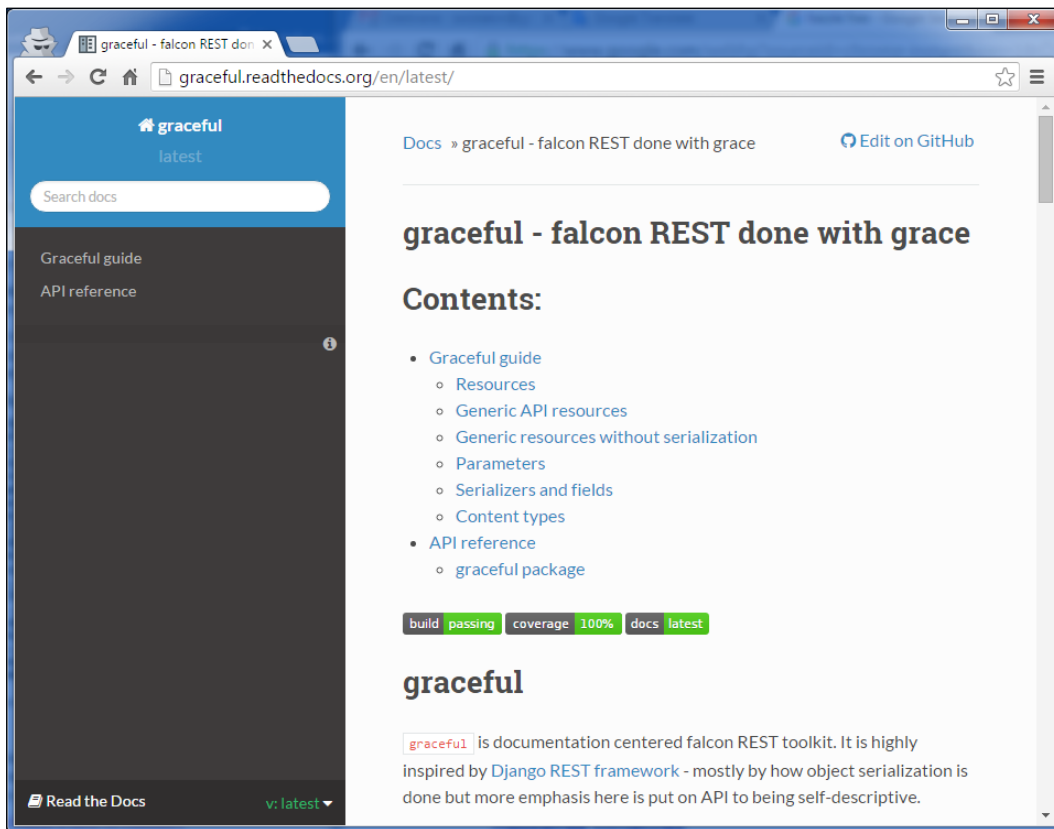 graceful - falcon REST don
graceful.readthedocs.org/en/latest/
graceful
latest
Search docs
Graceful guide
API reference
Read the Docs
v: latest
Docs » graceful - falcon REST done with grace
Edit on GitHub
graceful - falcon REST done with grace
Contents:
Graceful guide
Resources
Generic API resources
Generic resources without serialization
Parameters
Serializers and fields
Content types
API reference
graceful package
build passing coverage 100% docs latest
graceful
graceful is documentation centered falcon REST toolkit. It is highly
inspired by Django REST framework - mostly by how object serialization is
done but more emphasis here is put on API to being self-descriptive.